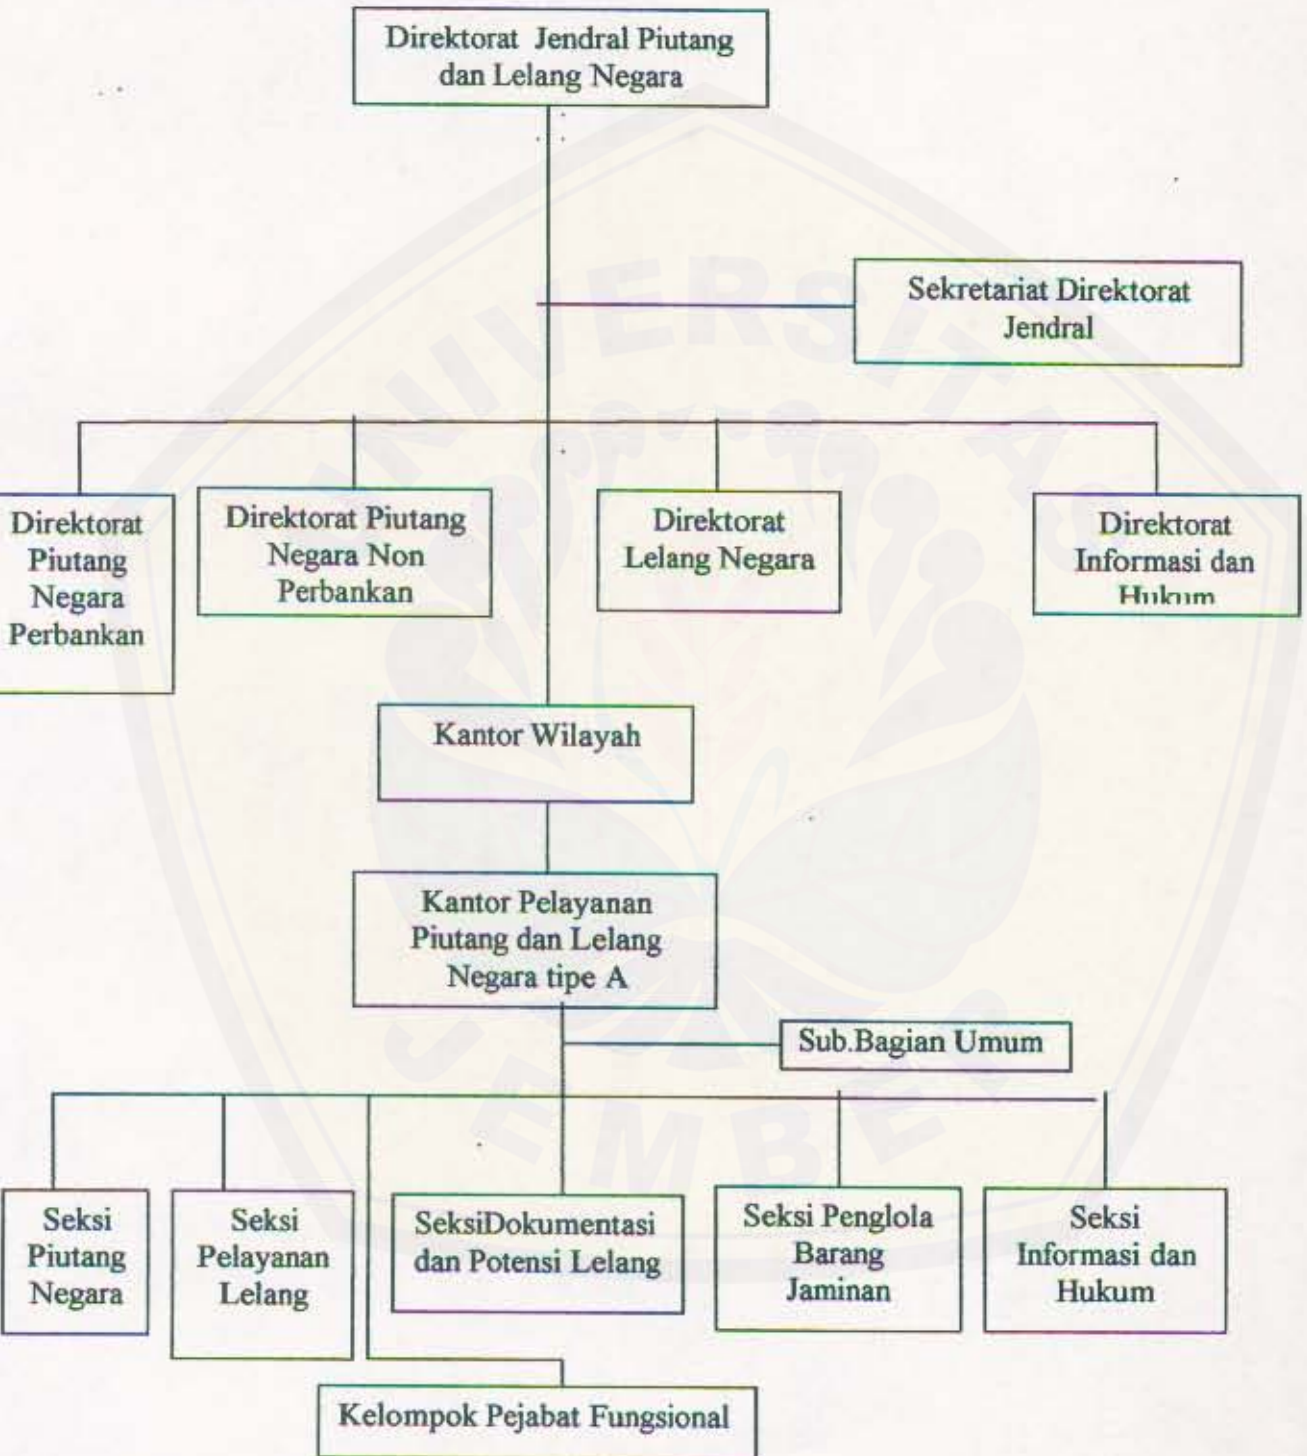 Direktorat Jendral Piutang
dan Lelang Negara
Sekretariat Direktorat
Jendral
Direktorat
Piutang
Negara
Perbankan
Direktorat Piutang
Negara Non
Perbankan
Direktorat
Lelang Negara
Direktorat
Informasi dan
Hukum
Kantor Wilayah
Kantor Pelayanan
Piutang dan Lelang
Negara tipe A
Sub.Bagian Umum
Seksi
Piutang
Negara
Seksi
Pelayanan
Lelang
SeksiDokumentasi
dan Potensi Lelang
Seksi Penglola
Barang
Jaminan
Seksi
Informasi dan
Hukum
Kelompok Pejabat Fungsional
UNIVERSITAS
JEMBER